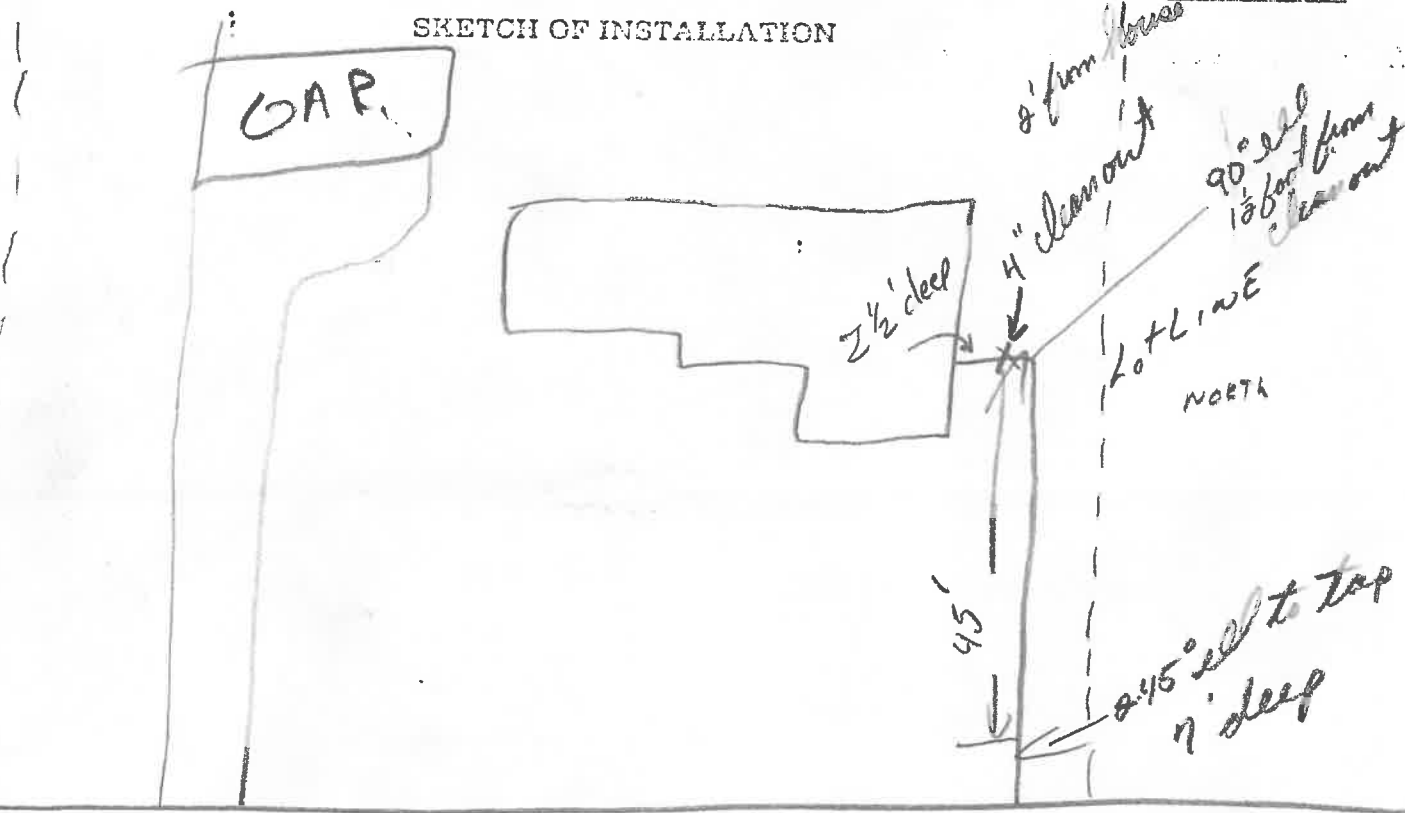 SKETCH OF INSTALLATION
GAR.
2' from house
4" cleanout
90° ell
1½ foot from
cleanout
2½' deep
LotLINE
NORTH
45'
2-45° ell to tap
7' deep